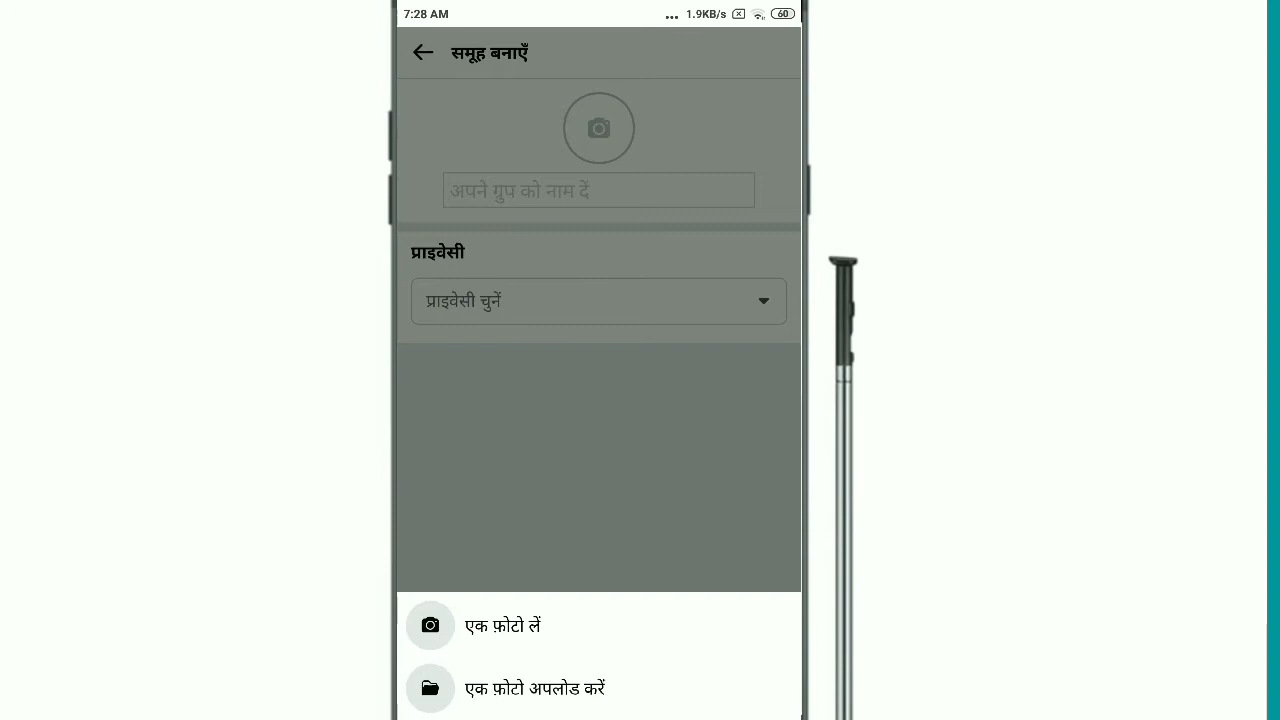 7:28 AM ... 1.9KB/s 60
समूह बनाएँ
अपने ग्रुप को नाम दें
प्राइवेसी
प्राइवेसी चुनें
एक फ़ोटो लें
एक फ़ोटो अपलोड करें